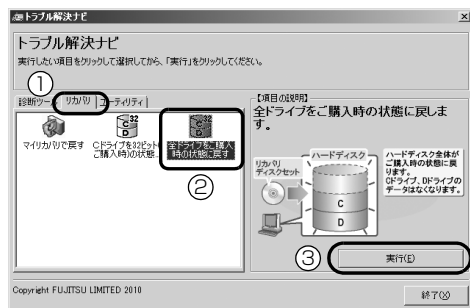 トラブル解決ナビ
トラブル解決ナビ
実行したい項目をクリックして選択してから、「実行」をクリックしてください。
①
診断ツール リカバリ ユーティリティ
マイリカバリで戻す
Cドライブを32ビット(ご購入時)の状態...
全ドライブをご購入時の状態に戻す
②
【項目の説明】
全ドライブをご購入時の状態に戻します。
リカバリ
ディスクセット
ハードディスク
C
D
ハードディスク全体が
ご購入時の状態に戻
ります。
Cドライブ、Dドライブの
データはなくなります。
③
実行(E)
Copyright FUJITSU LIMITED 2010
終了(X)